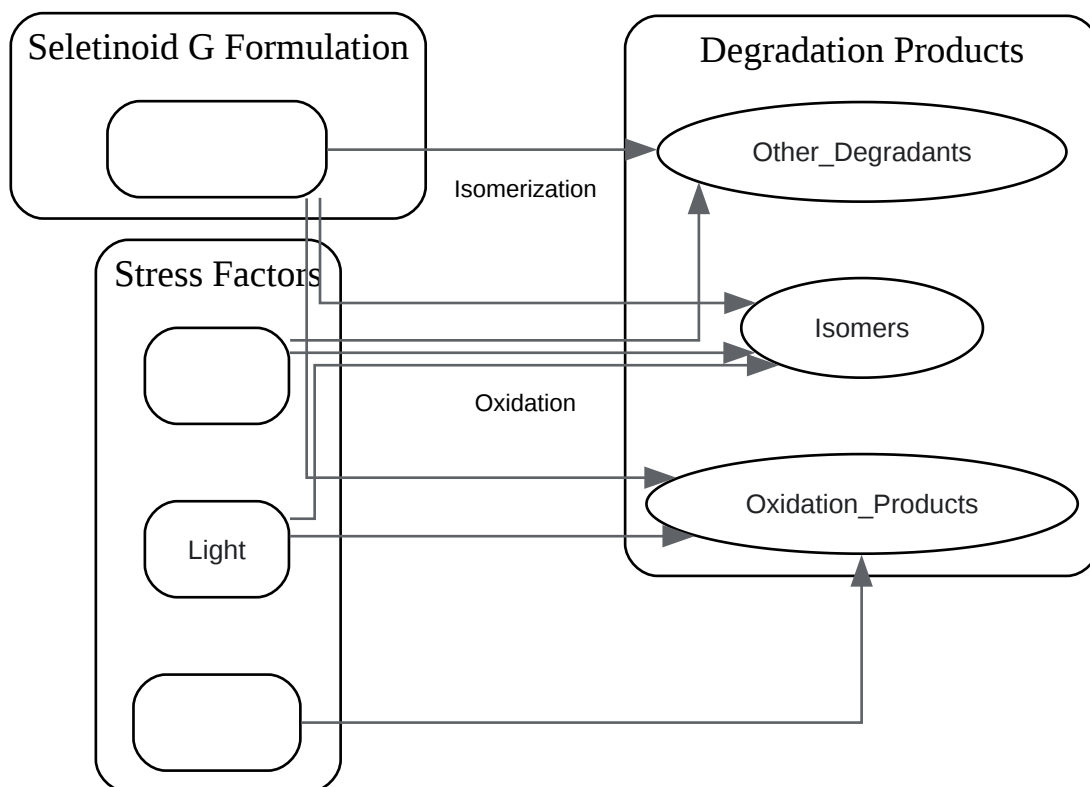 Seletinoid G Formulation
Degradation Products
Other_Degradants
Isomerization
Stress Factors
Isomers
Oxidation
Oxidation_Products
Light